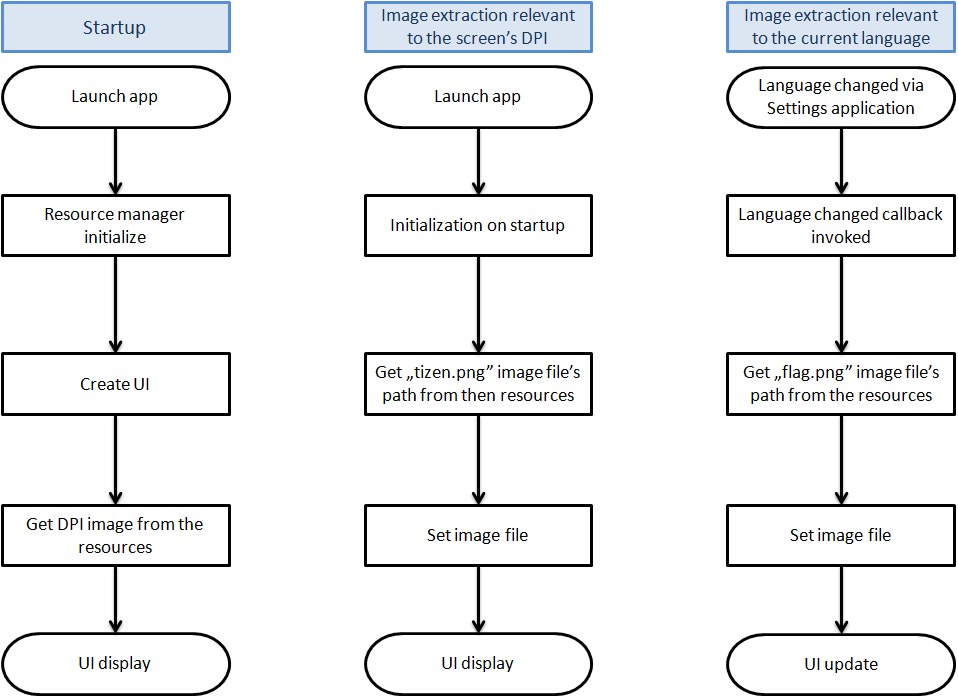 Startup
Launch app
Resource manager
initialize
Create UI
Get DPI image from the
resources
UI display
Image extraction relevant
to the screen’s DPI
Launch app
Initialization on startup
Get „tizen.png” image file’s
path from then resources
Set image file
UI display
Image extraction relevant
to the current language
Language changed via
Settings application
Language changed callback
invoked
Get „flag.png” image file’s
path from the resources
Set image file
UI update